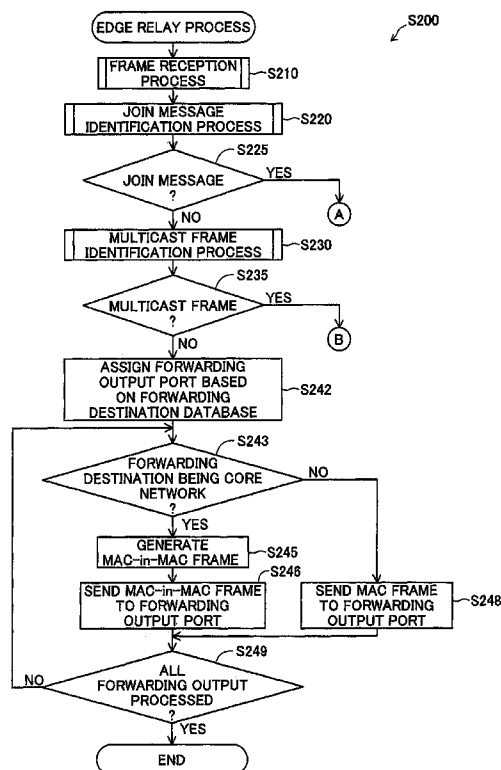 EDGE RELAY PROCESS
S200
FRAME RECEPTION
PROCESS
S210
JOIN MESSAGE
IDENTIFICATION PROCESS
S220
S225
JOIN MESSAGE
?
YES
A
NO
MULTICAST FRAME
IDENTIFICATION PROCESS
S230
S235
MULTICAST FRAME
?
YES
B
NO
ASSIGN FORWARDING
OUTPUT PORT BASED
ON FORWARDING
DESTINATION DATABASE
S242
S243
FORWARDING
DESTINATION BEING CORE
NETWORK
?
NO
YES
GENERATE
MAC-in-MAC FRAME
S245
S246
SEND MAC-in-MAC FRAME
TO FORWARDING
OUTPUT PORT
SEND MAC FRAME
TO FORWARDING
OUTPUT PORT
S248
S249
ALL
FORWARDING OUTPUT
PROCESSED
?
NO
YES
END